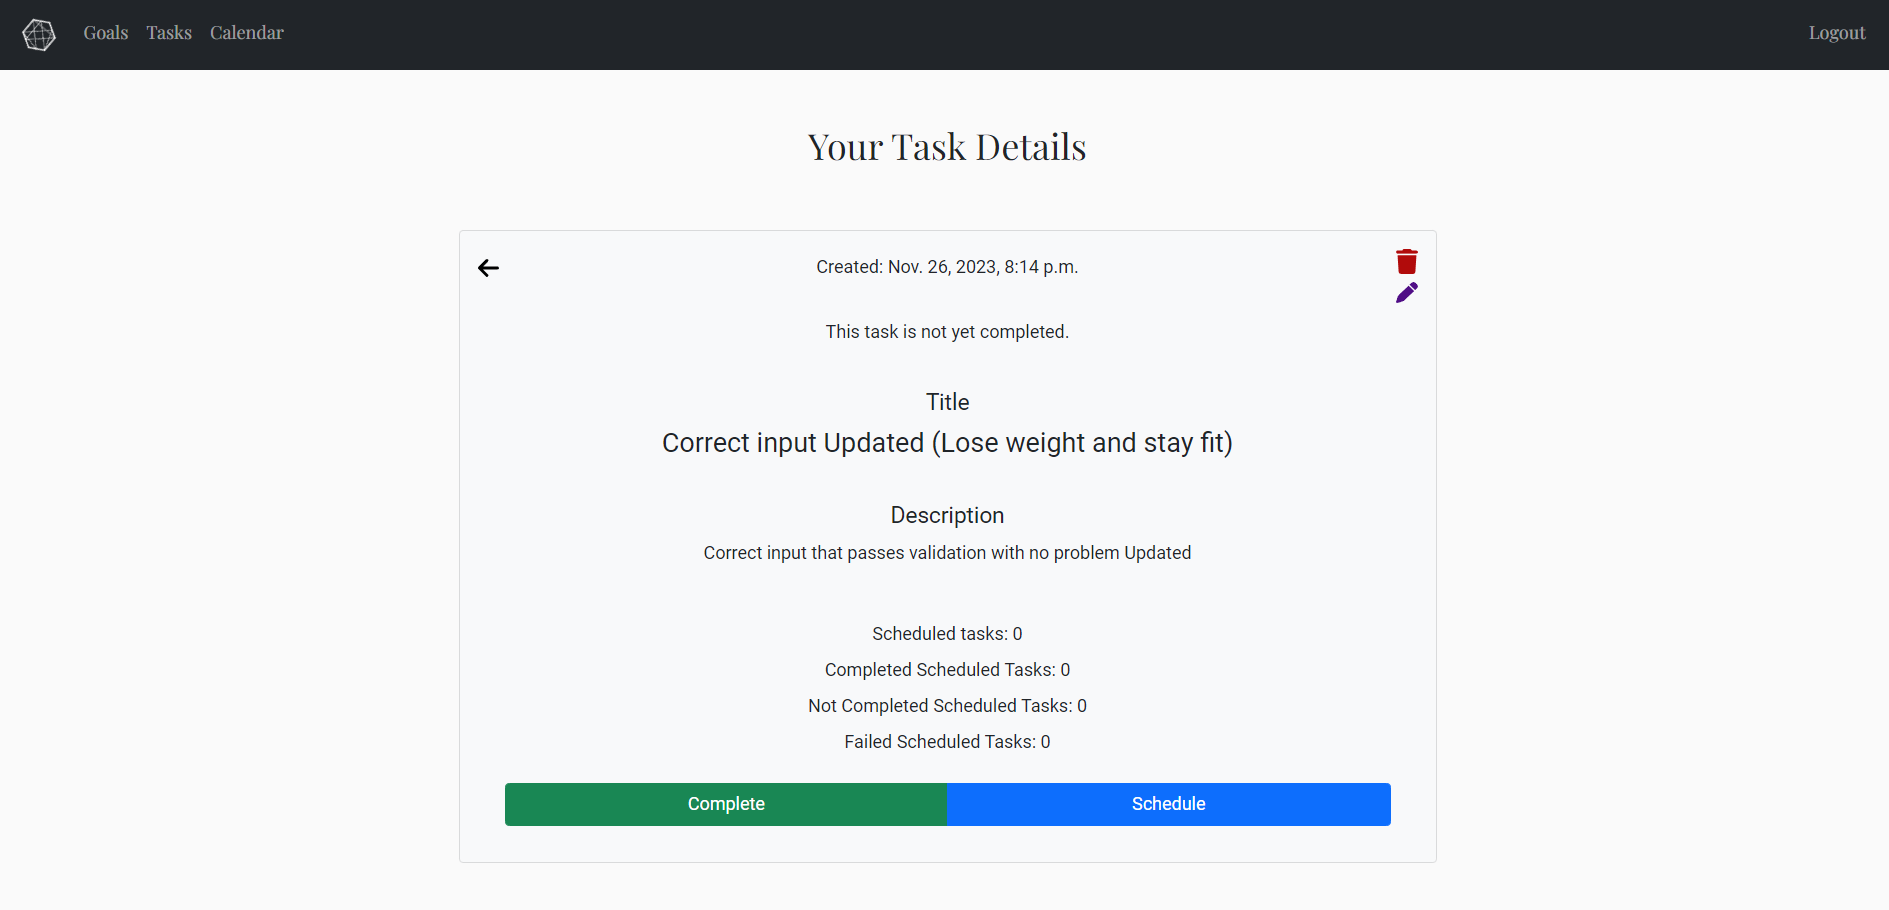 Goals Tasks Calendar Logout
Your Task Details
Created: Nov. 26, 2023, 8:14 p.m.
This task is not yet completed.
Title
Correct input Updated (Lose weight and stay fit)
Description
Correct input that passes validation with no problem Updated
Scheduled tasks: 0
Completed Scheduled Tasks: 0
Not Completed Scheduled Tasks: 0
Failed Scheduled Tasks: 0
Complete Schedule